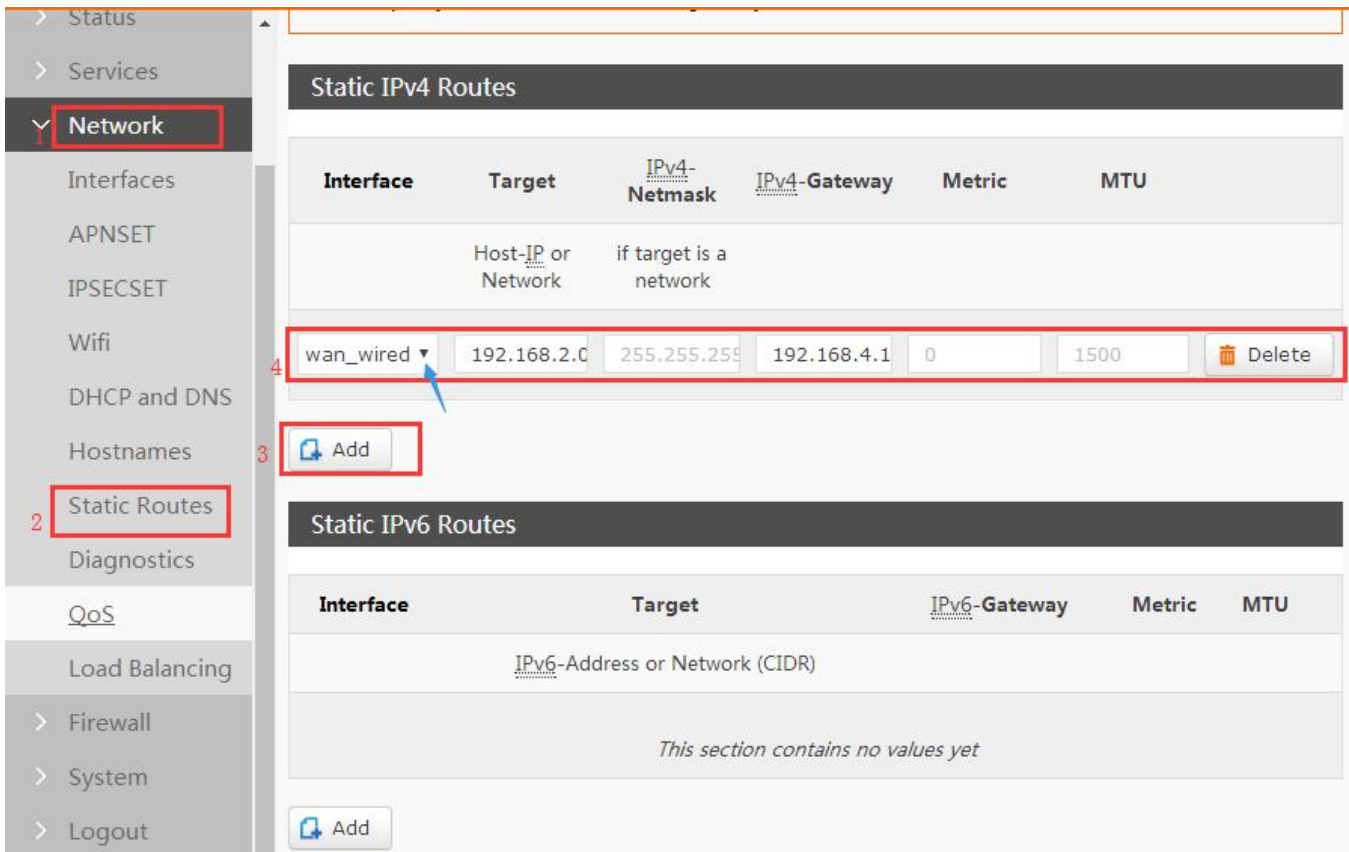 Status
Services
1 Network
Interfaces
APNSET
IPSECSET
Wifi
DHCP and DNS
Hostnames
2 Static Routes
Diagnostics
QoS
Load Balancing
Firewall
System
Logout
Static IPv4 Routes
Interface Target IPv4-Netmask IPv4-Gateway Metric MTU
Host-IP or Network if target is a network
4 wan_wired 192.168.2.0 255.255.255 192.168.4.1 0 1500 Delete
3 Add
Static IPv6 Routes
Interface Target IPv6-Gateway Metric MTU
IPv6-Address or Network (CIDR)
This section contains no values yet
Add